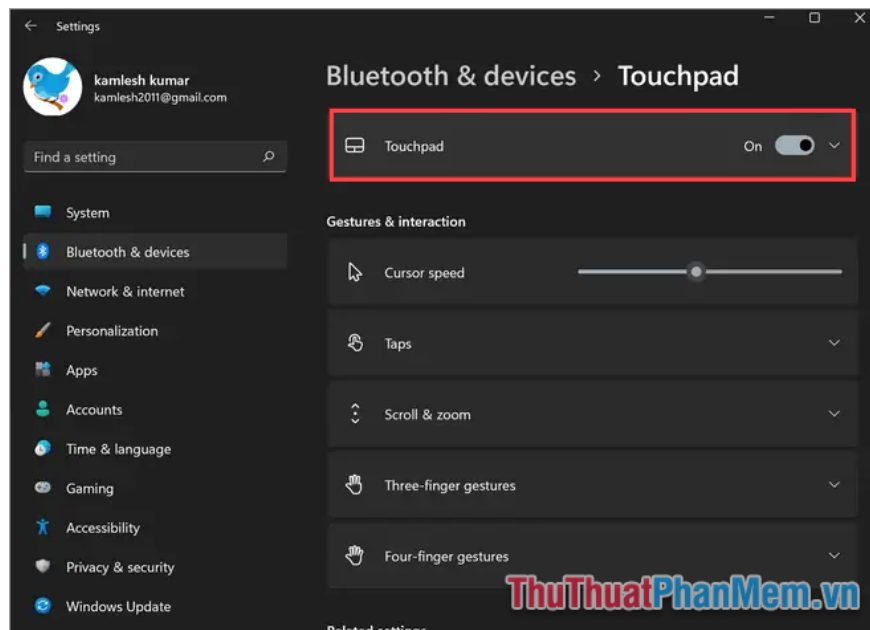 Settings
kamlesh kumar
kamlesh2011@gmail.com
Find a setting
System
Bluetooth & devices
Network & internet
Personalization
Apps
Accounts
Time & language
Gaming
Accessibility
Privacy & security
Windows Update
Bluetooth & devices › Touchpad
Touchpad On
Gestures & interaction
Cursor speed
Taps
Scroll & zoom
Three-finger gestures
Four-finger gestures
ThuThuatPhanMem.vn
Related settings